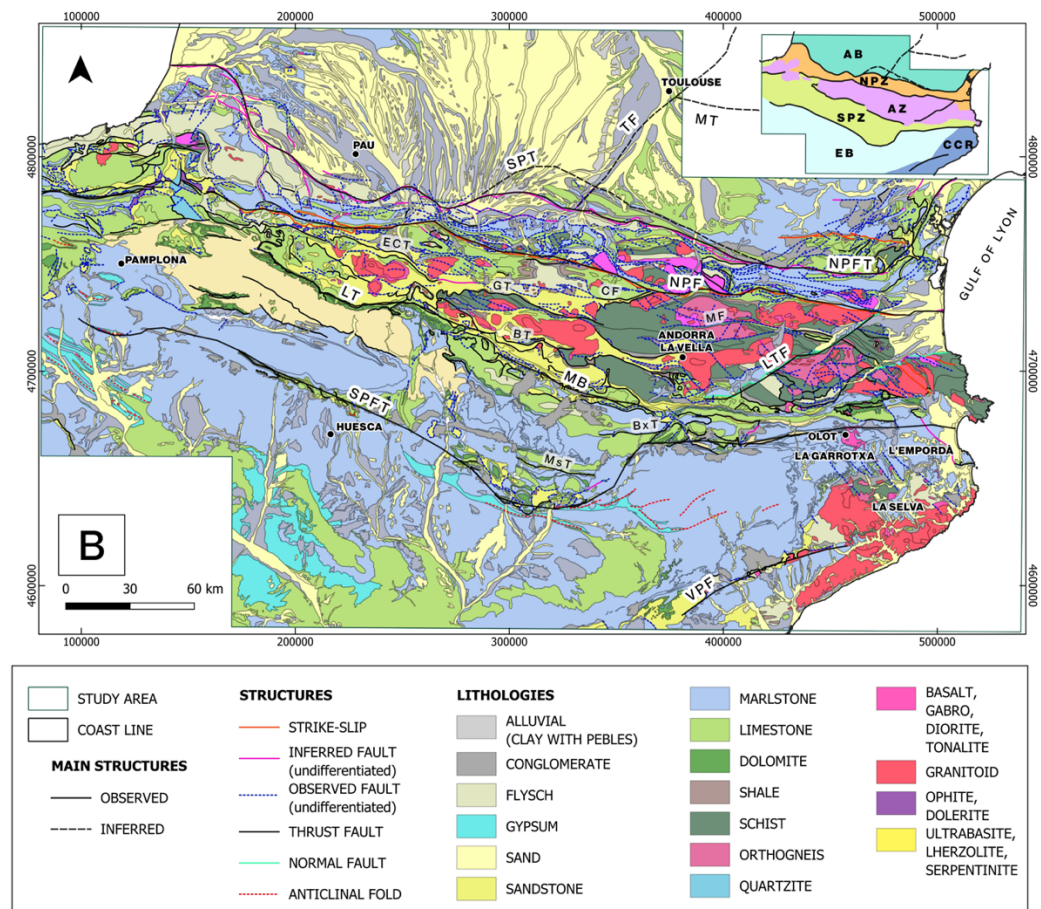 100000 200000 300000 400000 500000
AB
NPZ
AZ
SPZ
EB
CCR
TOULOUSE
TF
MT
PAU
SPT
4800000
4800000
GULF OF LYON
ECT
PAMPLONA
NPFT
NPF
GT
CF
LT
MF
BT
ANDORRA
LA VELLA
LTF
4700000
4700000
MB
SPFT
BxT
HUESCA
OLOT
LA GARROTXA
L'EMPORDÀ
MsT
LA SELVA
B
VPF
4600000
4600000
0 30 60 km
100000 200000 300000 400000 500000
STUDY AREA
COAST LINE
MAIN STRUCTURES
OBSERVED
INFERRED
STRUCTURES
STRIKE-SLIP
INFERRED FAULT
(undifferentiated)
OBSERVED FAULT
(undifferentiated)
THRUST FAULT
NORMAL FAULT
ANTICLINAL FOLD
LITHOLOGIES
ALLUVIAL
(CLAY WITH PEBLES)
CONGLOMERATE
FLYSCH
GYPSUM
SAND
SANDSTONE
MARLSTONE
LIMESTONE
DOLOMITE
SHALE
SCHIST
ORTHOGNEIS
QUARTZITE
BASALT,
GABRO,
DIORITE,
TONALITE
GRANITOID
OPHITE,
DOLERITE
ULTRABASITE,
LHERZOLITE,
SERPENTINITE